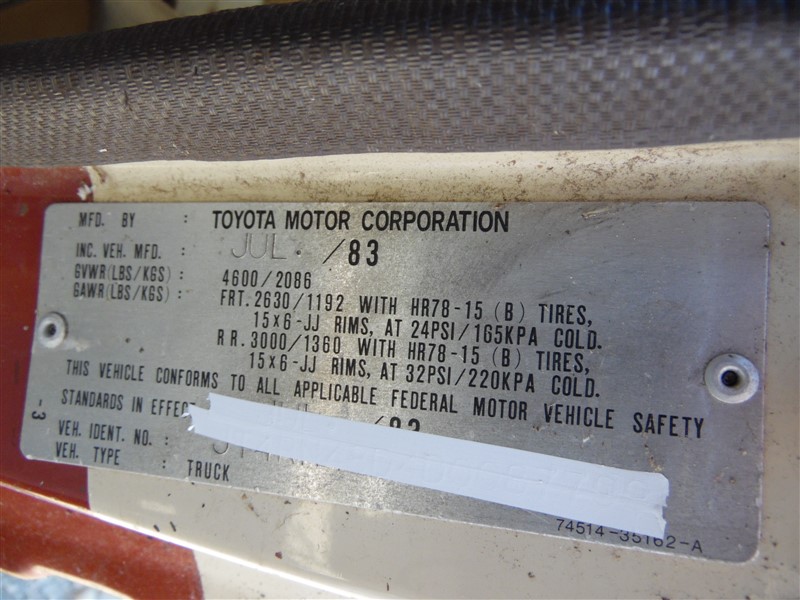 MFD. BY : TOYOTA MOTOR CORPORATION
INC. VEH. MFD. : JUL. /83
GVWR(LBS/KGS) : 4600/2086
GAWR(LBS/KGS) : FRT. 2630/1192 WITH HR78-15 (B) TIRES,
15×6-JJ RIMS, AT 24PSI/165KPA COLD.
RR. 3000/1360 WITH HR78-15 (B) TIRES,
15×6-JJ RIMS, AT 32PSI/220KPA COLD.
THIS VEHICLE CONFORMS TO ALL APPLICABLE FEDERAL MOTOR VEHICLE SAFETY
STANDARDS IN EFFECT /83
VEH. IDENT. NO. :
VEH. TYPE : TRUCK
74514-35162-A
-3